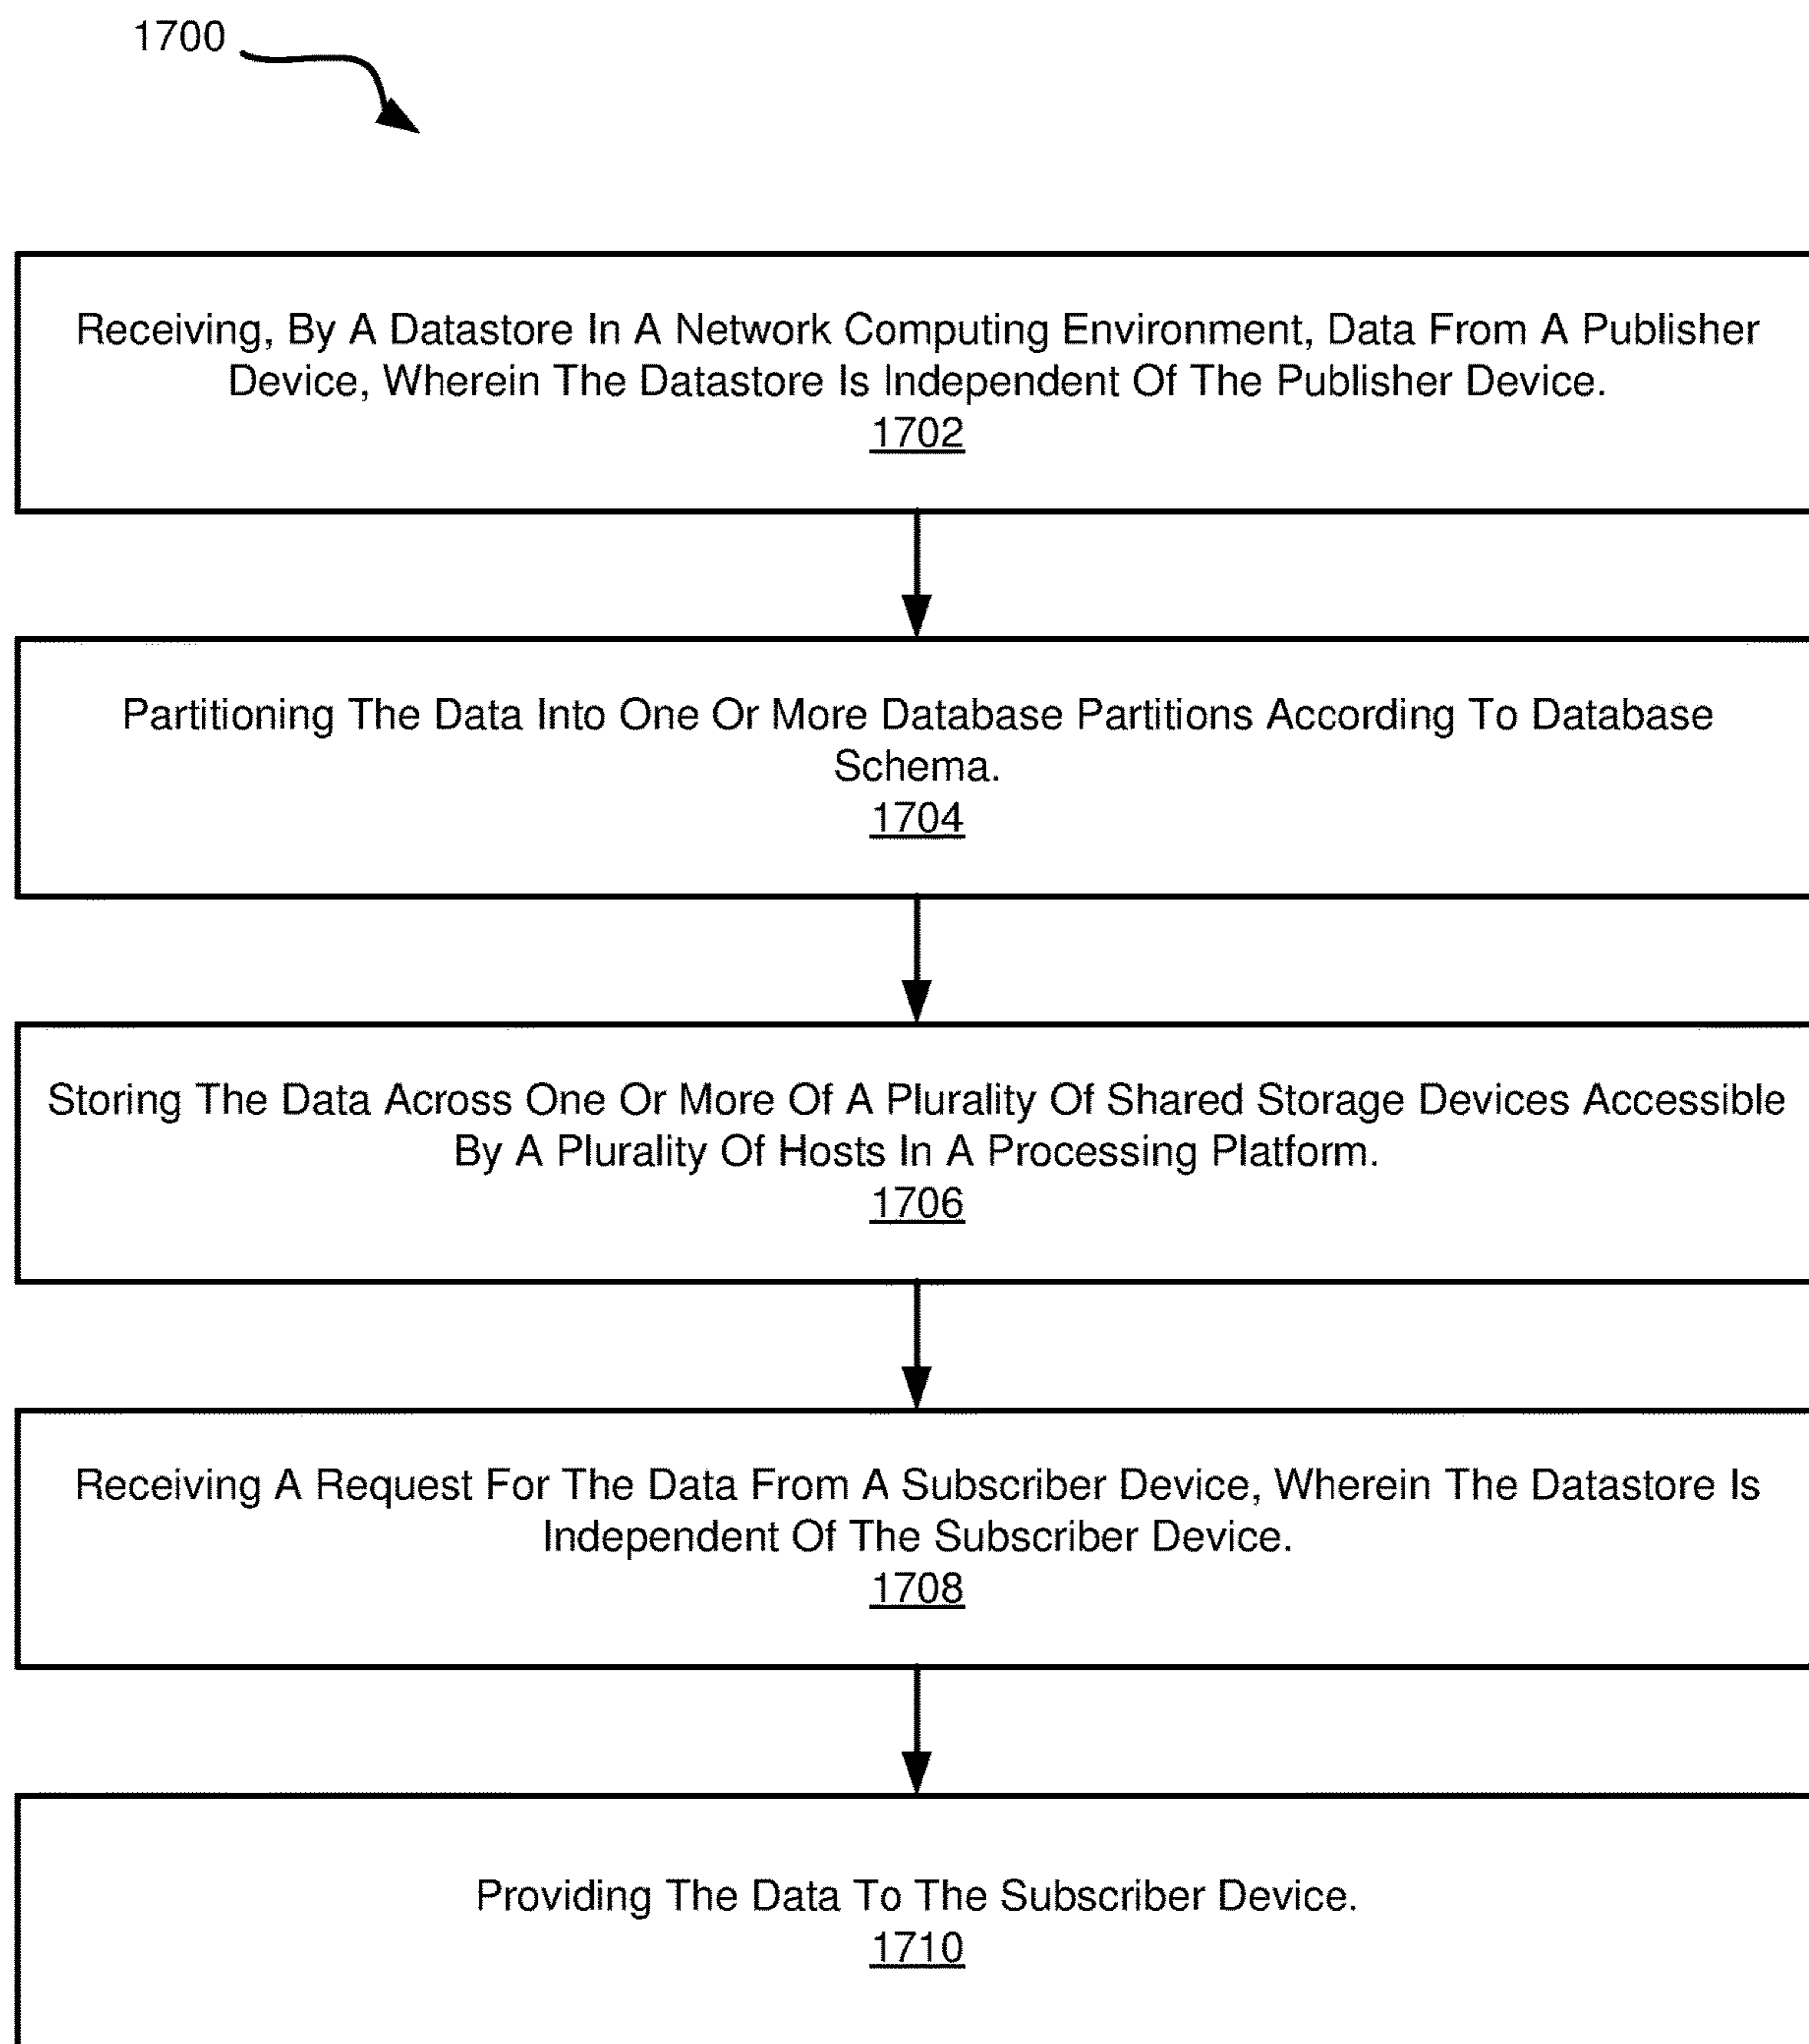 1700
Receiving, By A Datastore In A Network Computing Environment, Data From A Publisher
Device, Wherein The Datastore Is Independent Of The Publisher Device.
1702
Partitioning The Data Into One Or More Database Partitions According To Database
Schema.
1704
Storing The Data Across One Or More Of A Plurality Of Shared Storage Devices Accessible
By A Plurality Of Hosts In A Processing Platform.
1706
Receiving A Request For The Data From A Subscriber Device, Wherein The Datastore Is
Independent Of The Subscriber Device.
1708
Providing The Data To The Subscriber Device.
1710